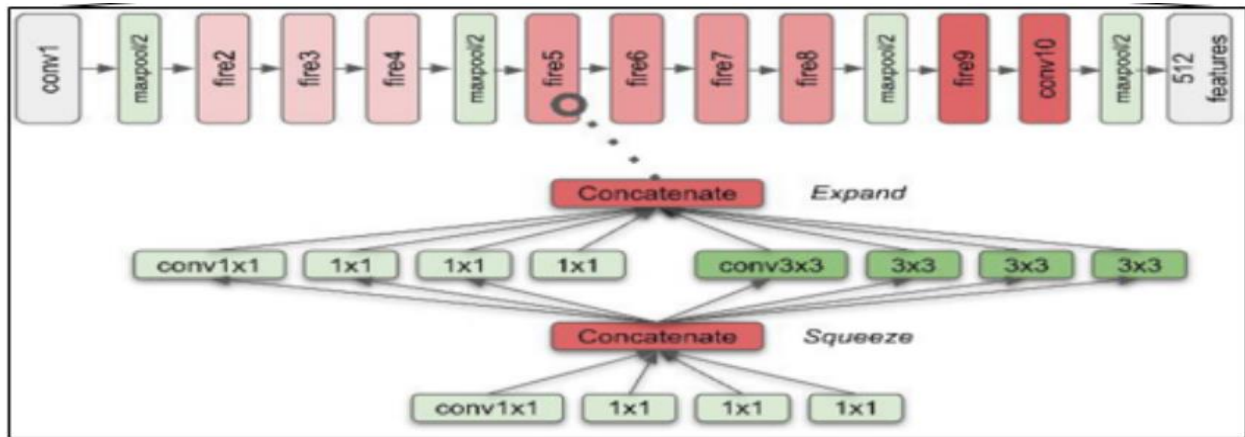 conv1
maxpool/2
fire2
fire3
fire4
maxpool/2
fire5
fire6
fire7
fire8
maxpool/2
fire9
conv10
maxpool/2
512
features
Concatenate Expand
conv1x1 1x1 1x1 1x1 conv3x3 3x3 3x3 3x3
Concatenate Squeeze
conv1x1 1x1 1x1 1x1